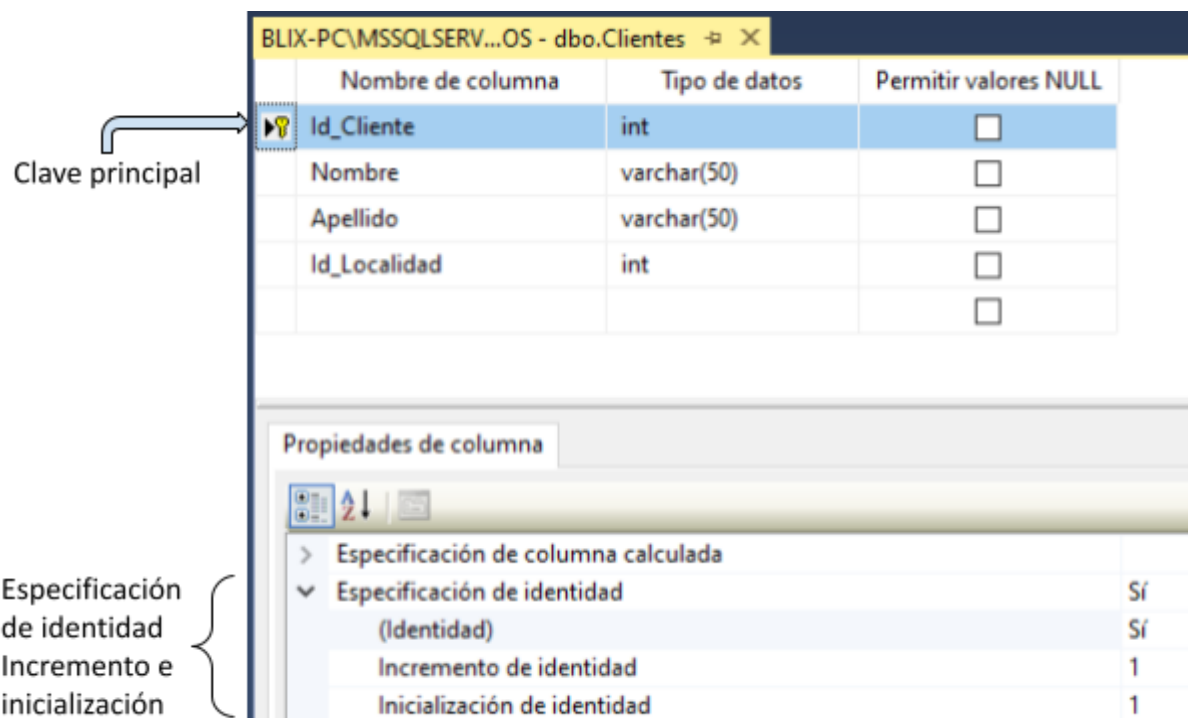 BLIX-PC\MSSQLSERV...OS - dbo.Clientes
Nombre de columna Tipo de datos Permitir valores NULL
Id_Cliente int
Clave principal
Nombre varchar(50)
Apellido varchar(50)
Id_Localidad int
Propiedades de columna
Especificación de columna calculada
Especificación de identidad Sí
(Identidad) Sí
Incremento de identidad 1
Inicialización de identidad 1
Especificación
de identidad
Incremento e
inicialización